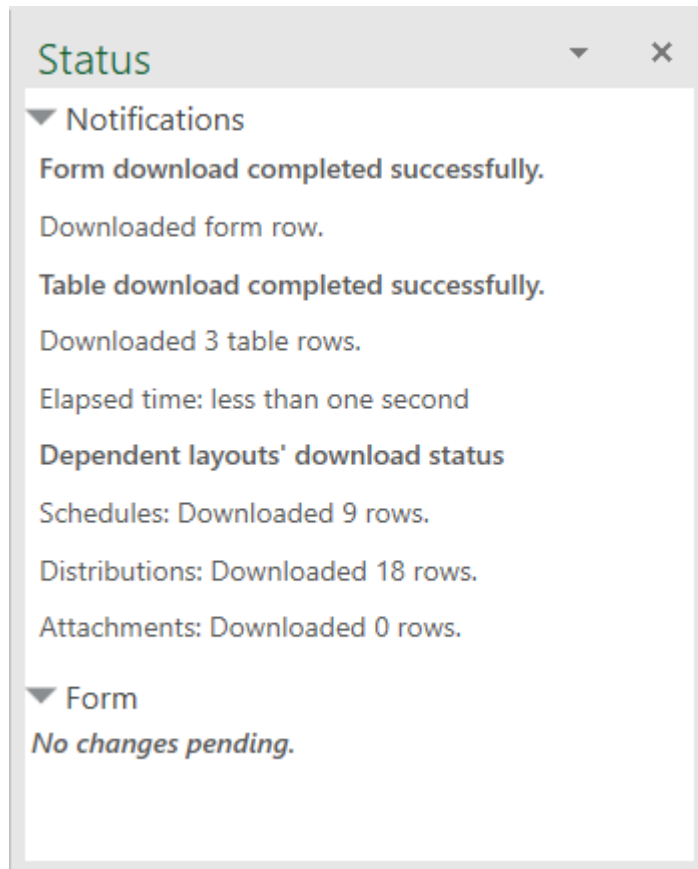 Status
Notifications
Form download completed successfully.
Downloaded form row.
Table download completed successfully.
Downloaded 3 table rows.
Elapsed time: less than one second
Dependent layouts' download status
Schedules: Downloaded 9 rows.
Distributions: Downloaded 18 rows.
Attachments: Downloaded 0 rows.
Form
No changes pending.